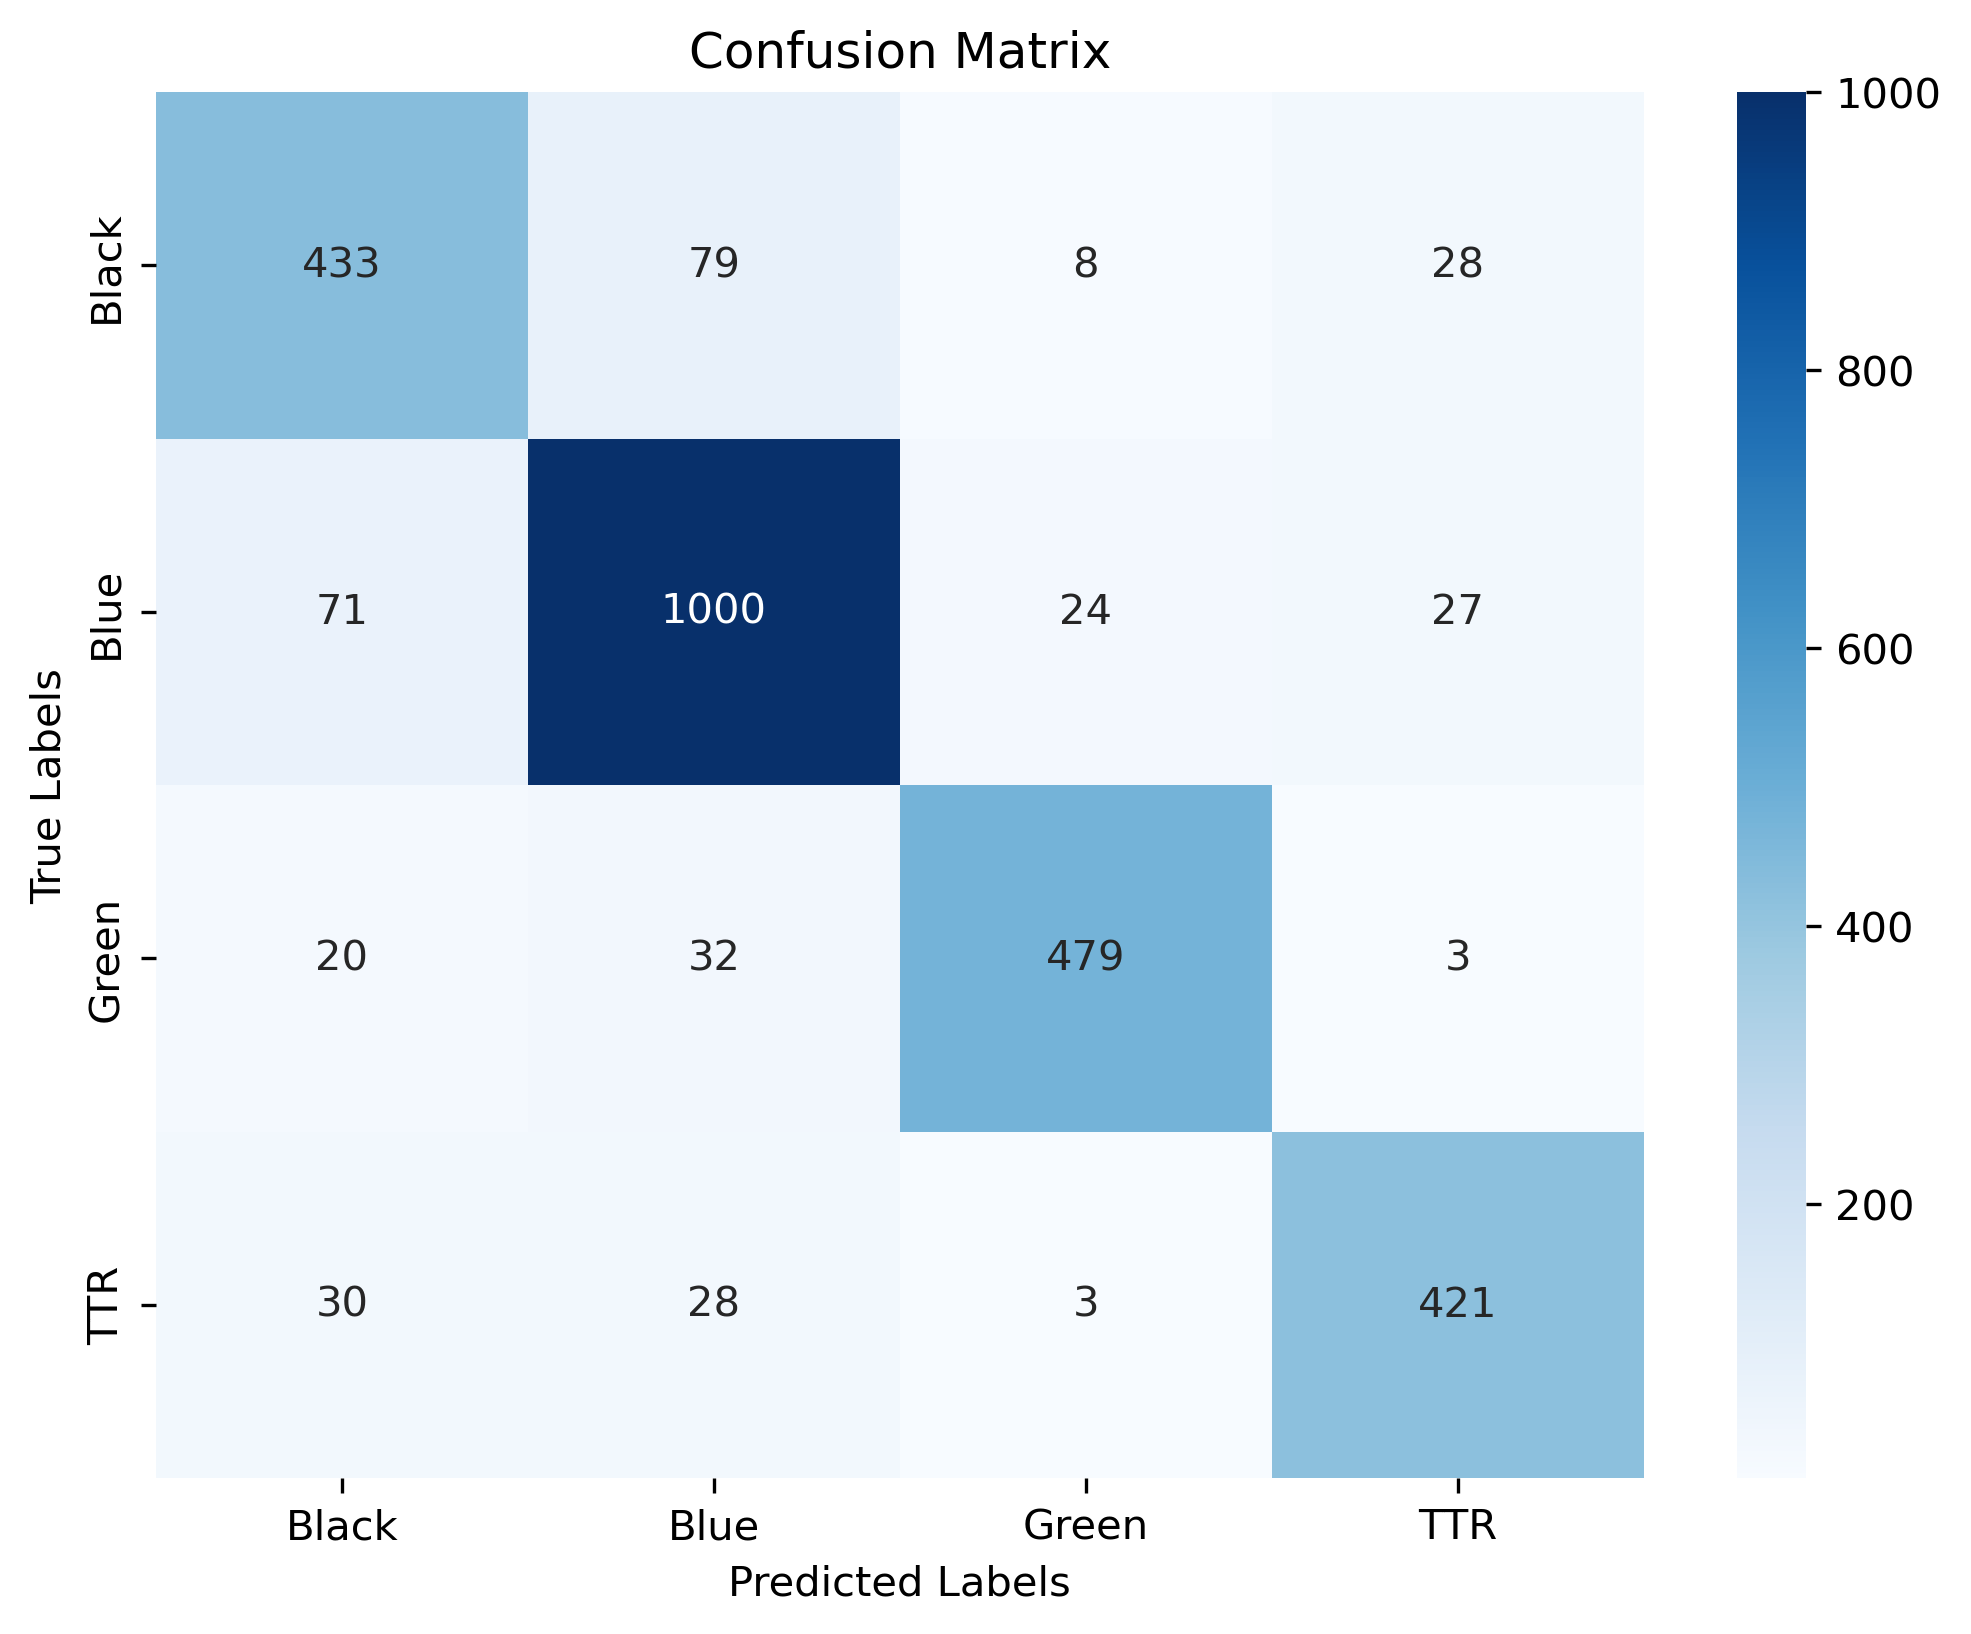 Confusion Matrix
True Labels
Black
433 79 8 28
Blue
71 1000 24 27
Green
20 32 479 3
TTR
30 28 3 421
Black Blue Green TTR
Predicted Labels
1000
800
600
400
200